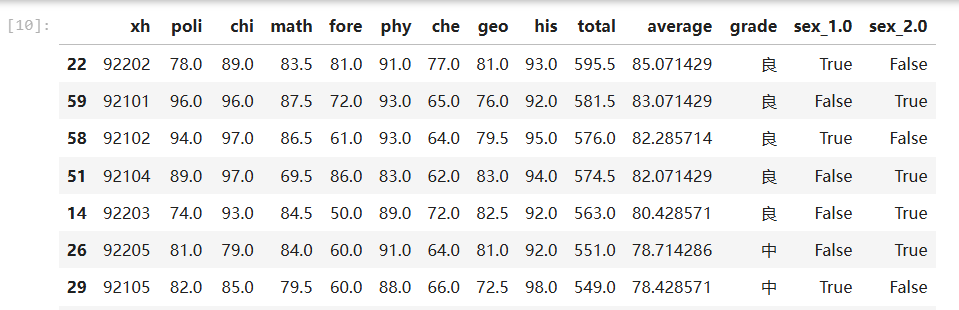 [10]: xh poli chi math fore phy che geo his total average grade sex_1.0 sex_2.0
22 92202 78.0 89.0 83.5 81.0 91.0 77.0 81.0 93.0 595.5 85.071429 良 True False
59 92101 96.0 96.0 87.5 72.0 93.0 65.0 76.0 92.0 581.5 83.071429 良 False True
58 92102 94.0 97.0 86.5 61.0 93.0 64.0 79.5 95.0 576.0 82.285714 良 True False
51 92104 89.0 97.0 69.5 86.0 83.0 62.0 83.0 94.0 574.5 82.071429 良 False True
14 92203 74.0 93.0 84.5 50.0 89.0 72.0 82.5 92.0 563.0 80.428571 良 False True
26 92205 81.0 79.0 84.0 60.0 91.0 64.0 81.0 92.0 551.0 78.714286 中 False True
29 92105 82.0 85.0 79.5 60.0 88.0 66.0 72.5 98.0 549.0 78.428571 中 True False